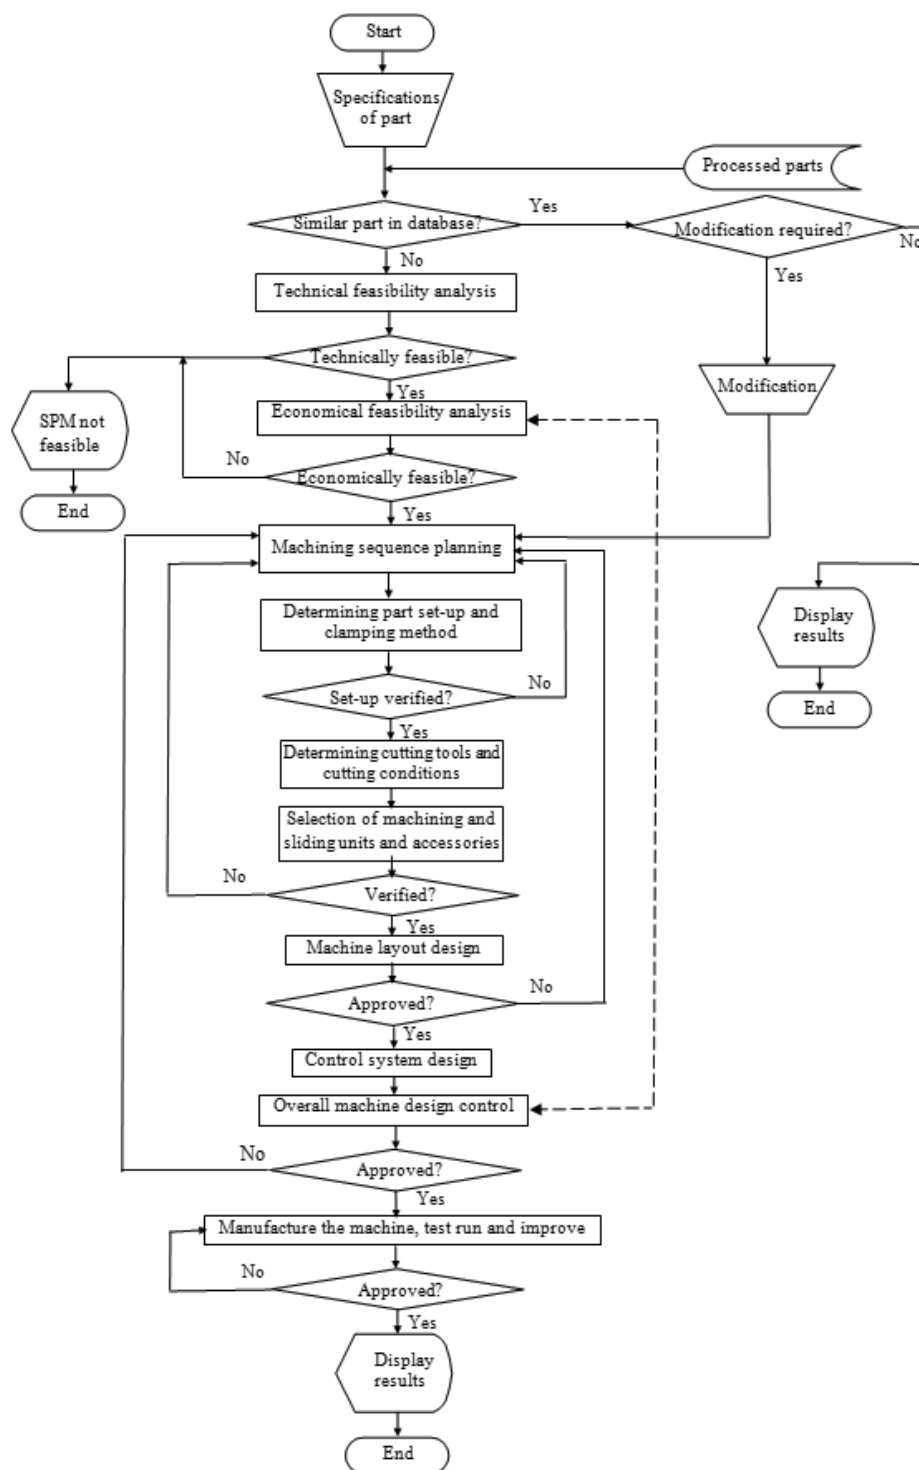 Start
Specifications
of part
Processed parts
Yes
Similar part in database?
Modification required?
No
No
Technical feasibility analysis
Yes
Technically feasible?
Modification
Yes
Economical feasibility analysis
SPM not
feasible
No
Economically feasible?
End
Yes
Machining sequence planning
Determining part set-up and
clamping method
Display
results
No
Set-up verified?
End
Yes
Determining cutting tools and
cutting conditions
Selection of machining and
sliding units and accessories
No
Verified?
Yes
Machine layout design
No
Approved?
Yes
Control system design
Overall machine design control
No
Approved?
Yes
Manufacture the machine, test run and improve
No
Approved?
Yes
Display
results
End